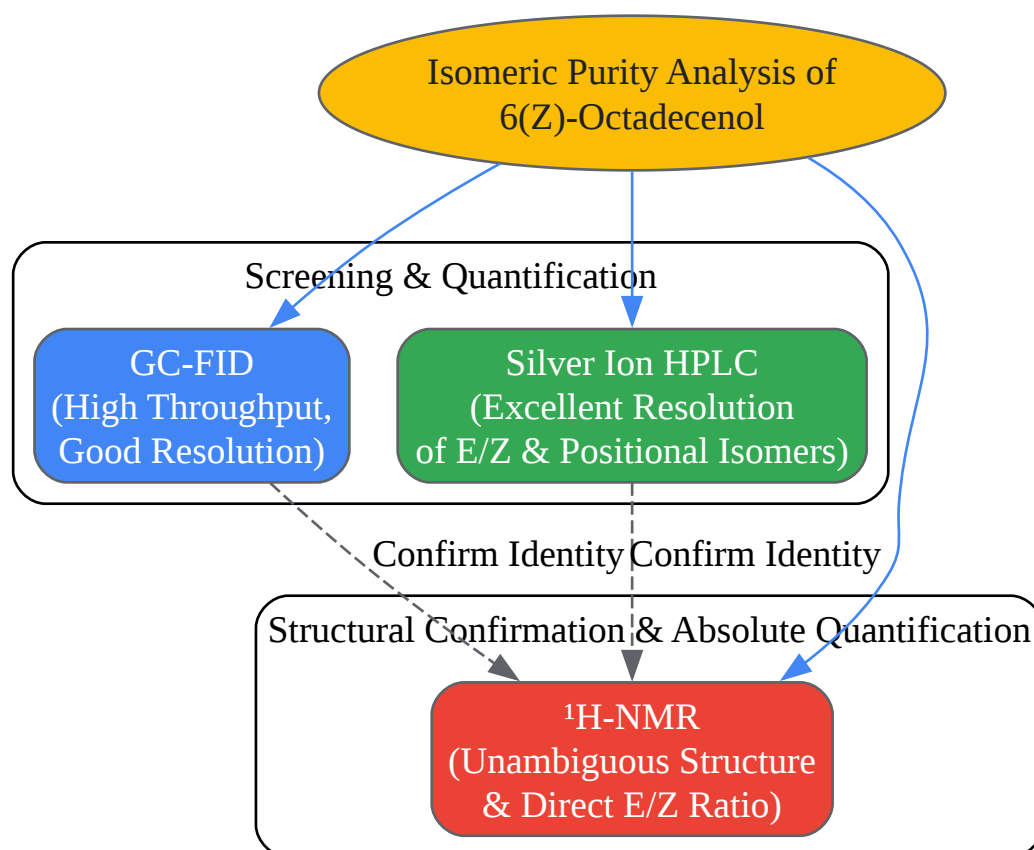 Isomeric Purity Analysis of
6(Z)-Octadecenol
Screening & Quantification
GC-FID
(High Throughput,
Good Resolution)
Silver Ion HPLC
(Excellent Resolution
of E/Z & Positional Isomers)
Confirm Identity
Confirm Identity
Structural Confirmation & Absolute Quantification
¹H-NMR
(Unambiguous Structure
& Direct E/Z Ratio)